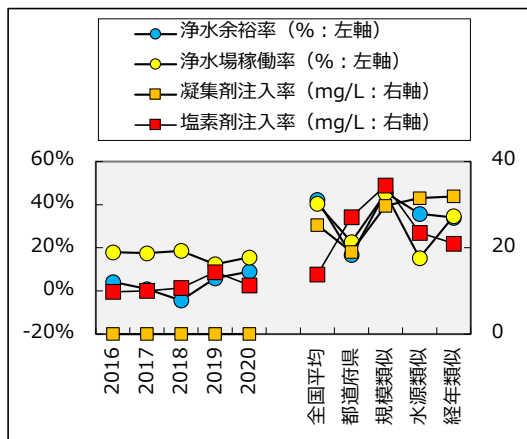 浄水余裕率（%：左軸）
浄水場稼働率（%：左軸）
凝集剤注入率（mg/L：右軸）
塩素剤注入率（mg/L：右軸）
60%
40%
20%
0%
-20%
40
20
0
2016
2017
2018
2019
2020
全国平均
都道府県
規模類似
水源類似
経年類似